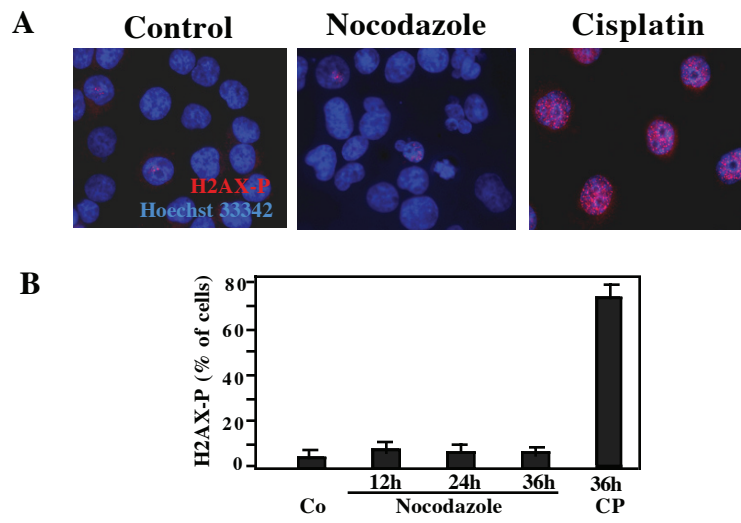 A
Control
Nocodazole
Cisplatin
H2AX-P
Hoechst 33342
B
H2AX-P (% of cells)
80
60
40
20
0
12h
24h
36h
36h
Co
Nocodazole
CP